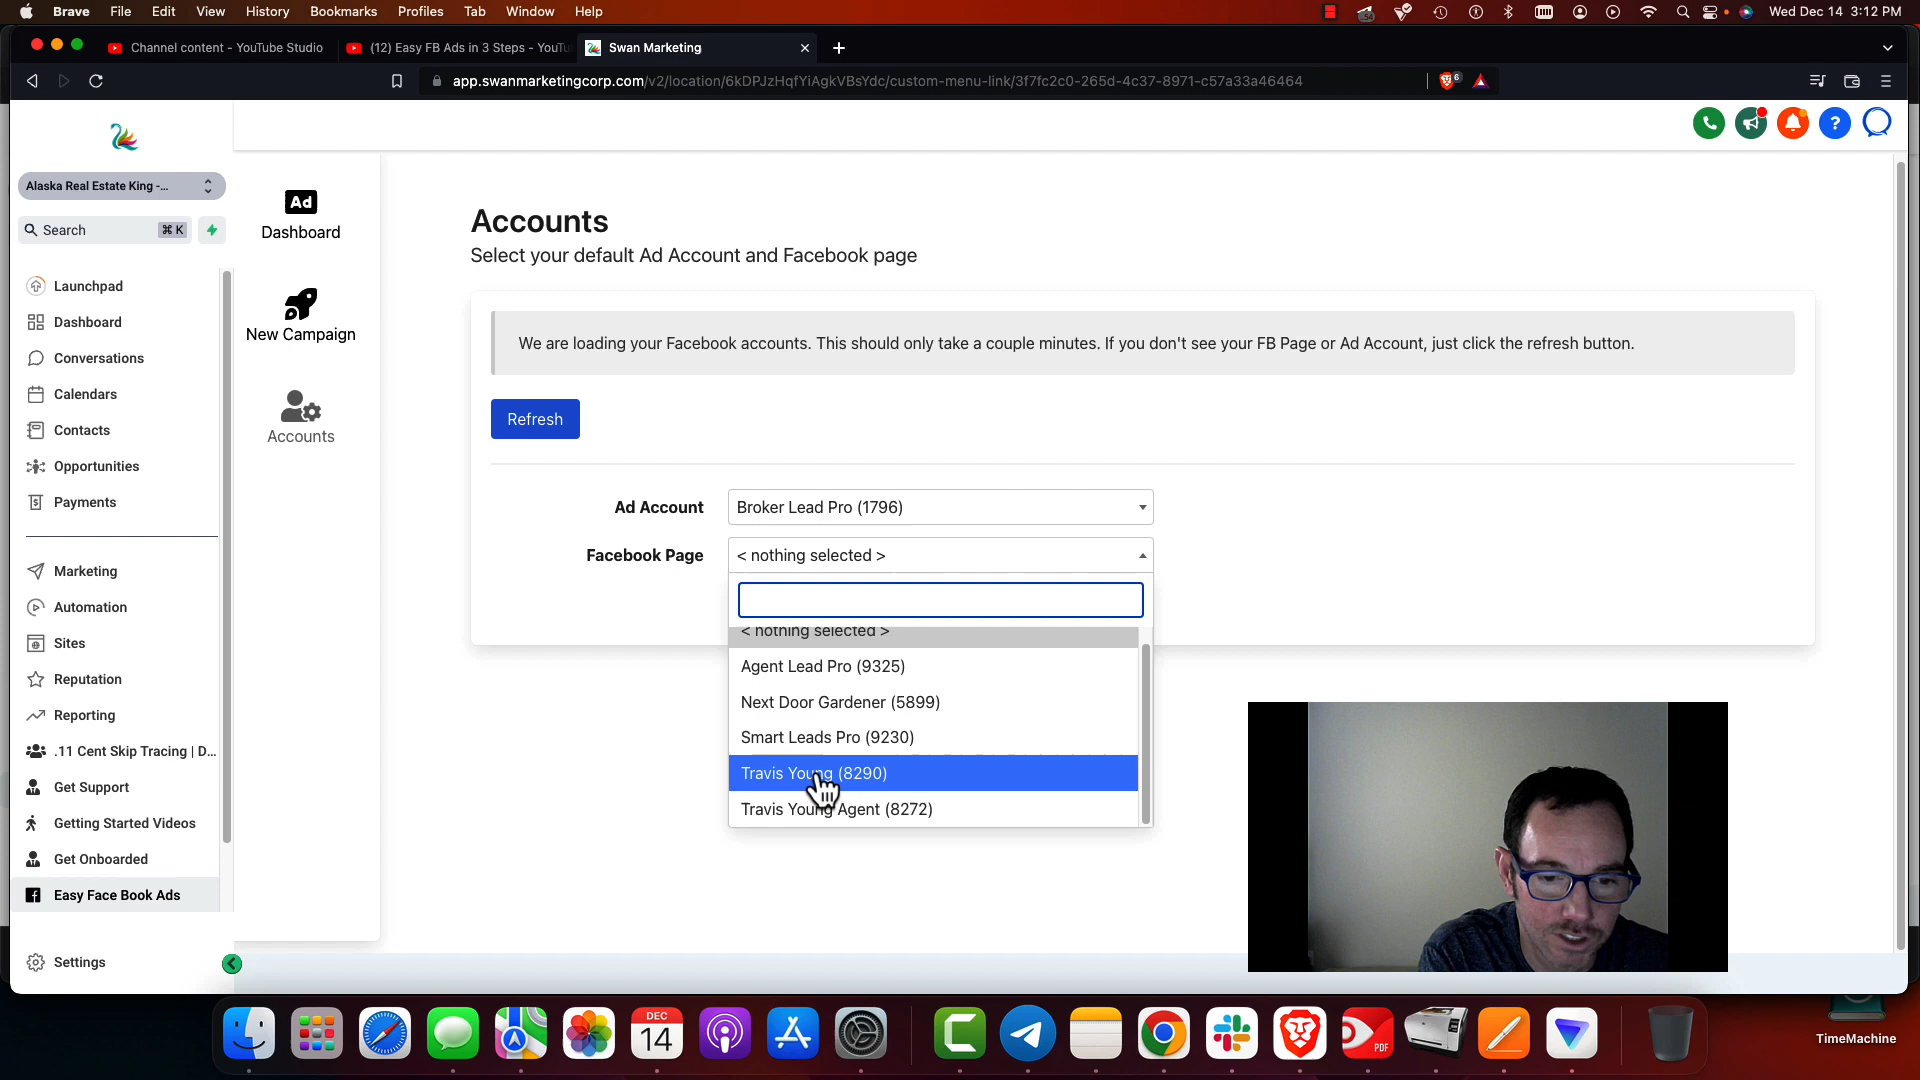 Brave File Edit View History Bookmarks Profiles Tab Window Help
Wed Dec 14 3:12 PM
Channel content - YouTube Studio
(12) Easy FB Ads in 3 Steps - YouTu
Swan Marketing
app.swanmarketingcorp.com/v2/location/6kDPJzHqfYiAgkVBsYdc/custom-menu-link/3f7fc2c0-265d-4c37-8971-c57a33a46464
6
Alaska Real Estate King -...
Search ⌘ K
Launchpad
Dashboard
Conversations
Calendars
Contacts
Opportunities
Payments
Marketing
Automation
Sites
Reputation
Reporting
.11 Cent Skip Tracing | D...
Get Support
Getting Started Videos
Get Onboarded
Easy Face Book Ads
Settings
Ad
Dashboard
New Campaign
Accounts
Accounts
Select your default Ad Account and Facebook page
We are loading your Facebook accounts. This should only take a couple minutes. If you don't see your FB Page or Ad Account, just click the refresh button.
Refresh
Ad Account
Broker Lead Pro (1796)
Facebook Page
< nothing selected >
< nothing selected >
Agent Lead Pro (9325)
Next Door Gardener (5899)
Smart Leads Pro (9230)
Travis Young (8290)
Travis Young Agent (8272)
DEC
14
PDF
TimeMachine